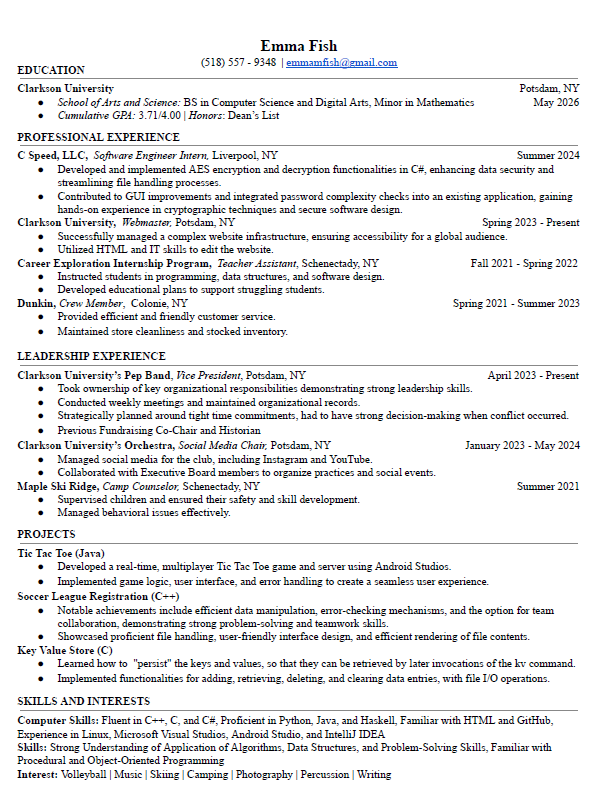 Emma Fish
(518) 557 - 9348 | emmamfish@gmail.com
EDUCATION
Clarkson University Potsdam, NY
● School of Arts and Science: BS in Computer Science and Digital Arts, Minor in Mathematics May 2026
● Cumulative GPA: 3.71/4.00 | Honors: Dean's List
PROFESSIONAL EXPERIENCE
C Speed, LLC, Software Engineer Intern, Liverpool, NY Summer 2024
● Developed and implemented AES encryption and decryption functionalities in C#, enhancing data security and
streamlining file handling processes.
● Contributed to GUI improvements and integrated password complexity checks into an existing application, gaining
hands-on experience in cryptographic techniques and secure software design.
Clarkson University, Webmaster, Potsdam, NY Spring 2023 - Present
● Successfully managed a complex website infrastructure, ensuring accessibility for a global audience.
● Utilized HTML and IT skills to edit the website.
Career Exploration Internship Program, Teacher Assistant, Schenectady, NY Fall 2021 - Spring 2022
● Instructed students in programming, data structures, and software design.
● Developed educational plans to support struggling students.
Dunkin, Crew Member, Colonie, NY Spring 2021 - Summer 2023
● Provided efficient and friendly customer service.
● Maintained store cleanliness and stocked inventory.
LEADERSHIP EXPERIENCE
Clarkson University's Pep Band, Vice President, Potsdam, NY April 2023 - Present
● Took ownership of key organizational responsibilities demonstrating strong leadership skills.
● Conducted weekly meetings and maintained organizational records.
● Strategically planned around tight time commitments, had to have strong decision-making when conflict occurred.
● Previous Fundraising Co-Chair and Historian
Clarkson University's Orchestra, Social Media Chair, Potsdam, NY January 2023 - May 2024
● Managed social media for the club, including Instagram and YouTube.
● Collaborated with Executive Board members to organize practices and social events.
Maple Ski Ridge, Camp Counselor, Schenectady, NY Summer 2021
● Supervised children and ensured their safety and skill development.
● Managed behavioral issues effectively.
PROJECTS
Tic Tac Toe (Java)
● Developed a real-time, multiplayer Tic Tac Toe game and server using Android Studios.
● Implemented game logic, user interface, and error handling to create a seamless user experience.
Soccer League Registration (C++)
● Notable achievements include efficient data manipulation, error-checking mechanisms, and the option for team
collaboration, demonstrating strong problem-solving and teamwork skills.
● Showcased proficient file handling, user-friendly interface design, and efficient rendering of file contents.
Key Value Store (C)
● Learned how to "persist" the keys and values, so that they can be retrieved by later invocations of the kv command.
● Implemented functionalities for adding, retrieving, deleting, and clearing data entries, with file I/O operations.
SKILLS AND INTERESTS
Computer Skills: Fluent in C++, C, and C#, Proficient in Python, Java, and Haskell, Familiar with HTML and GitHub,
Experience in Linux, Microsoft Visual Studios, Android Studio, and IntelliJ IDEA
Skills: Strong Understanding of Application of Algorithms, Data Structures, and Problem-Solving Skills, Familiar with
Procedural and Object-Oriented Programming
Interest: Volleyball | Music | Skiing | Camping | Photography | Percussion | Writing